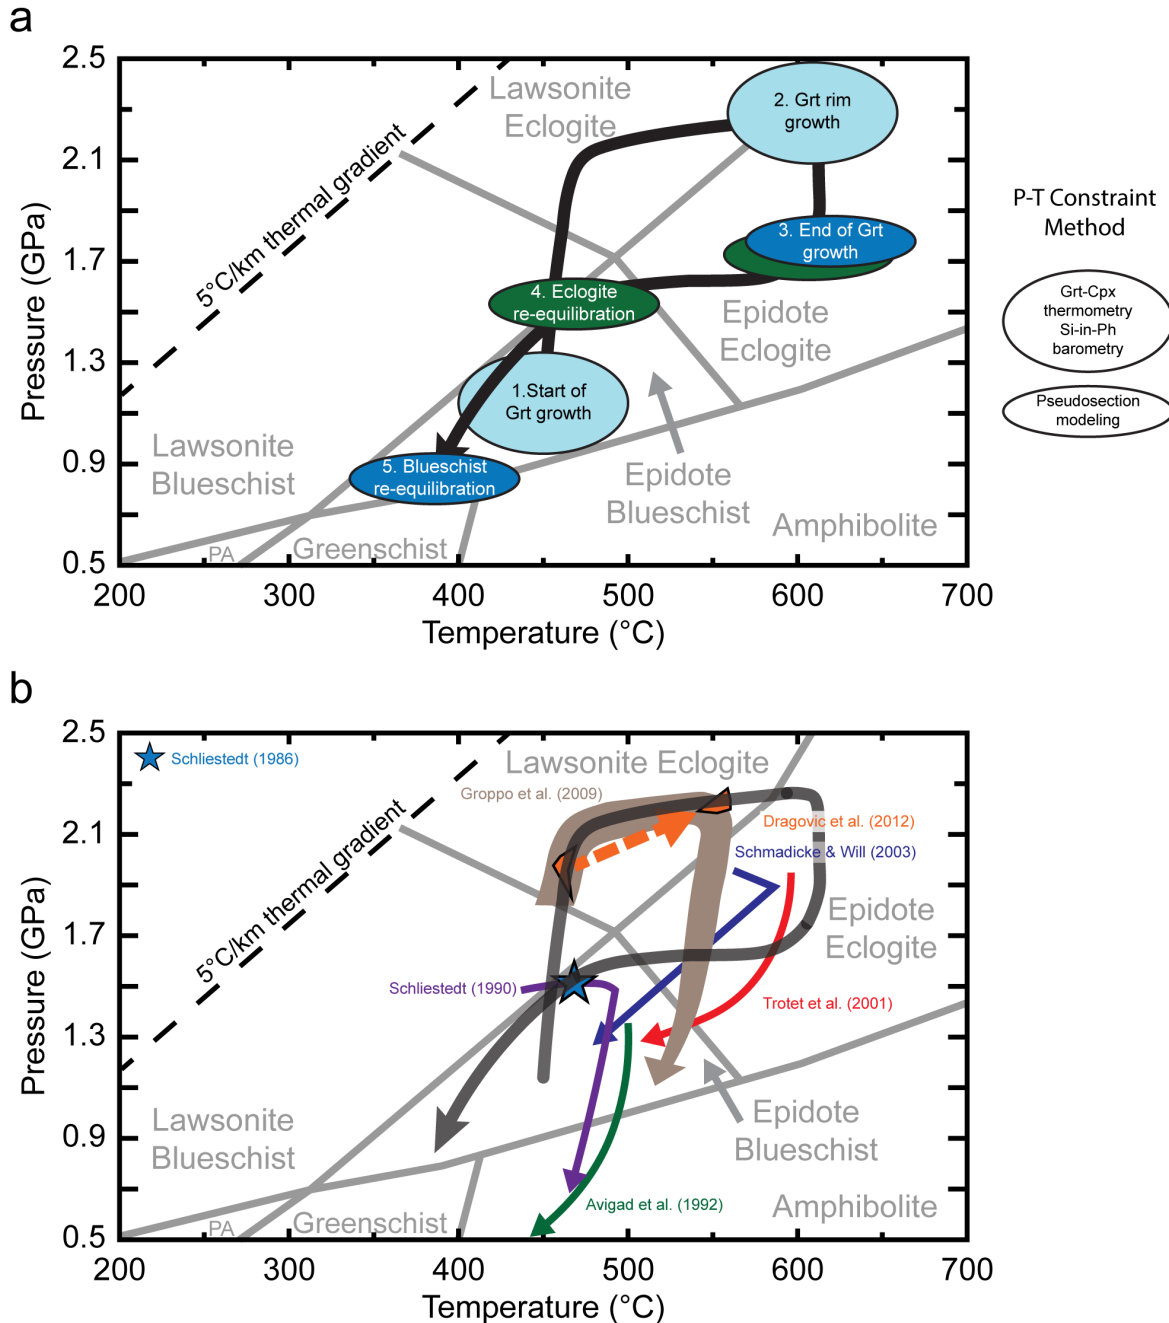 a
2.5
2.1
1.7
1.3
0.9
0.5
Pressure (GPa)
200
300
400
500
600
700
Temperature (°C)
5°C/km thermal gradient
Lawsonite
Eclogite
2. Grt rim
growth
3. End of Grt
growth
4. Eclogite
re-equilibration
Epidote
Eclogite
1.Start of
Grt growth
Lawsonite
Blueschist
5. Blueschist
re-equilibration
Epidote
Blueschist
Amphibolite
PA
Greenschist
P-T Constraint
Method
Grt-Cpx
thermometry
Si-in-Ph
barometry
Pseudosection
modeling
b
2.5
2.1
1.7
1.3
0.9
0.5
Pressure (GPa)
200
300
400
500
600
700
Temperature (°C)
Schliestedt (1986)
5°C/km thermal gradient
Lawsonite Eclogite
Groppo et al. (2009)
Dragovic et al. (2012)
Schmadicke & Will (2003)
Epidote
Eclogite
Schliestedt (1990)
Trotet et al. (2001)
Lawsonite
Blueschist
Epidote
Blueschist
Avigad et al. (1992)
Amphibolite
PA
Greenschist